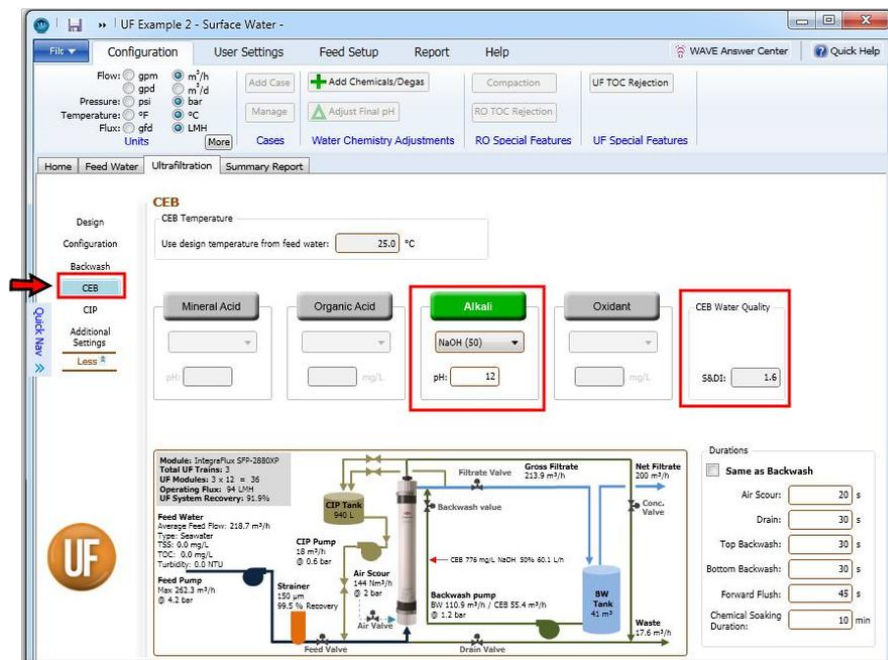 UF Example 2 - Surface Water -
File Configuration User Settings Feed Setup Report Help WAVE Answer Center Quick Help
Flow: gpm m³/h
gpd m³/d
Pressure: psi bar
Temperature: °F °C
Flux: gfd LMH
Units More
Add Case
Manage
Cases
Add Chemicals/Degas
Adjust Final pH
Water Chemistry Adjustments
Compaction
RO TOC Rejection
RO Special Features
UF TOC Rejection
UF Special Features
Home Feed Water Ultrafiltration Summary Report
Quick Nav
Design
Configuration
Backwash
CEB
CIP
Additional
Settings
Less
CEB
CEB Temperature
Use design temperature from feed water: 25.0 °C
Mineral Acid
pH:
Organic Acid
mg/L
Alkali
NaOH (50)
pH: 12
Oxidant
mg/L
CEB Water Quality
S&DI: 1.6
UF
Module: IntegraFlux SFP-2880XP
Total UF Trains: 3
UF Modules: 3 x 12 = 36
Operating Flux: 94 LMH
UF System Recovery: 91.9%
Feed Water
Average Feed Flow: 218.7 m³/h
Type: Seawater
TSS: 0.0 mg/L
TOC: 0.0 mg/L
Turbidity: 0.0 NTU
Feed Pump
Max 262.3 m³/h
@ 4.2 bar
Strainer
150 µm
99.5 % Recovery
CIP Tank
940 L
CIP Pump
18 m³/h
@ 0.6 bar
Air Scour
144 Nm³/h
@ 2 bar
Air Valve
Feed Valve
Filtrate Valve
Gross Filtrate
213.9 m³/h
Backwash value
CEB 776 mg/L NaOH 50% 60.1 L/h
Backwash pump
BW 110.9 m³/h / CEB 55.4 m³/h
@ 1.2 bar
Drain Valve
Net Filtrate
200 m³/h
Conc.
Valve
BW
Tank
41 m³
Waste
17.6 m³/h
Durations
Same as Backwash
Air Scour: 20 s
Drain: 30 s
Top Backwash: 30 s
Bottom Backwash: 30 s
Forward Flush: 45 s
Chemical Soaking
Duration: 10 min